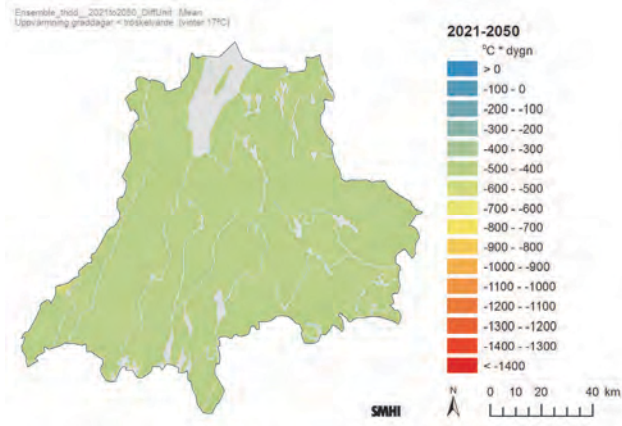 Ensemble_tmod__2021to2050_DiffUnit Mean
Uppvärmning graddagar < tröskelvärde (vinter 17ºC)
2021-2050
°C * dygn
> 0
-100 - 0
-200 - -100
-300 - -200
-400 - -300
-500 - -400
-600 - -500
-700 - -600
-800 - -700
-900 - -800
-1000 - -900
-1100 - -1000
-1200 - -1100
-1300 - -1200
-1400 - -1300
< -1400
N
0 10 20 40 km
SMHI